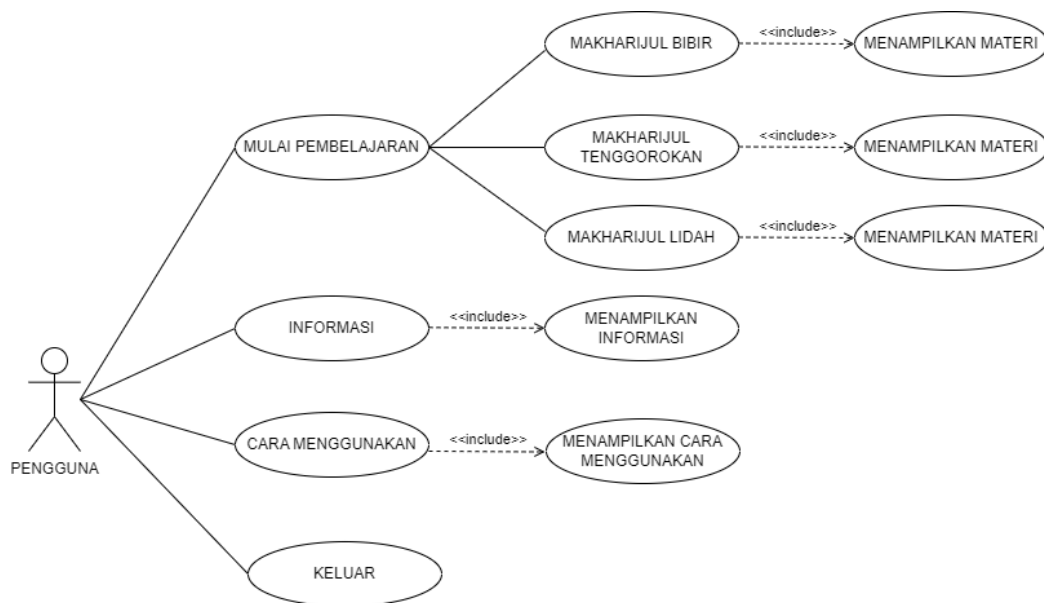 MAKHARIJUL BIBIR
<<include>>
MENAMPILKAN MATERI
MULAI PEMBELAJARAN
MAKHARIJUL
TENGGOROKAN
<<include>>
MENAMPILKAN MATERI
MAKHARIJUL LIDAH
<<include>>
MENAMPILKAN MATERI
INFORMASI
<<include>>
MENAMPILKAN
INFORMASI
PENGGUNA
CARA MENGGUNAKAN
<<include>>
MENAMPILKAN CARA
MENGGUNAKAN
KELUAR